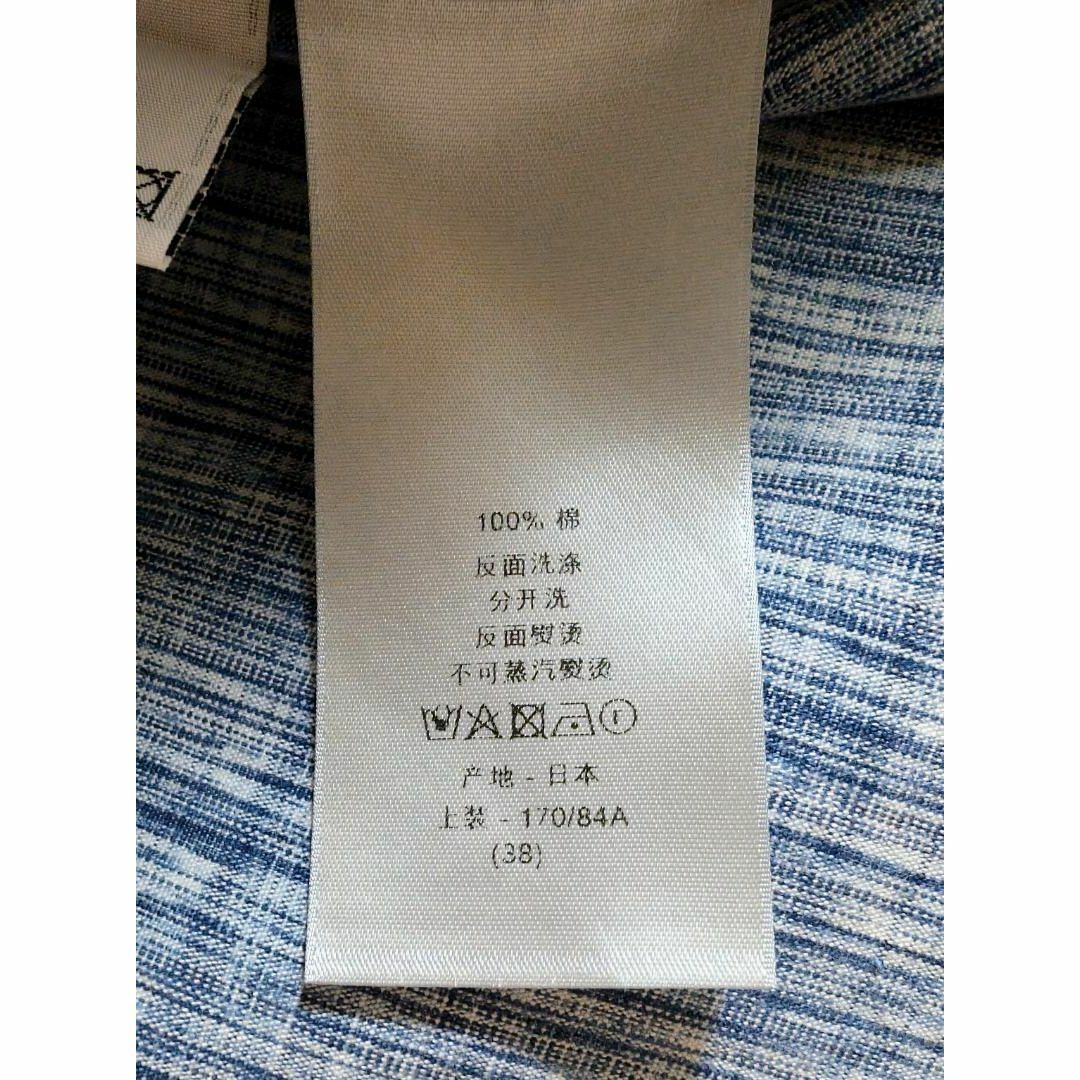 100% 棉
反面洗涤
分开洗
反面熨烫
不可蒸汽熨烫
产地 - 日本
上装 - 170/84A
(38)